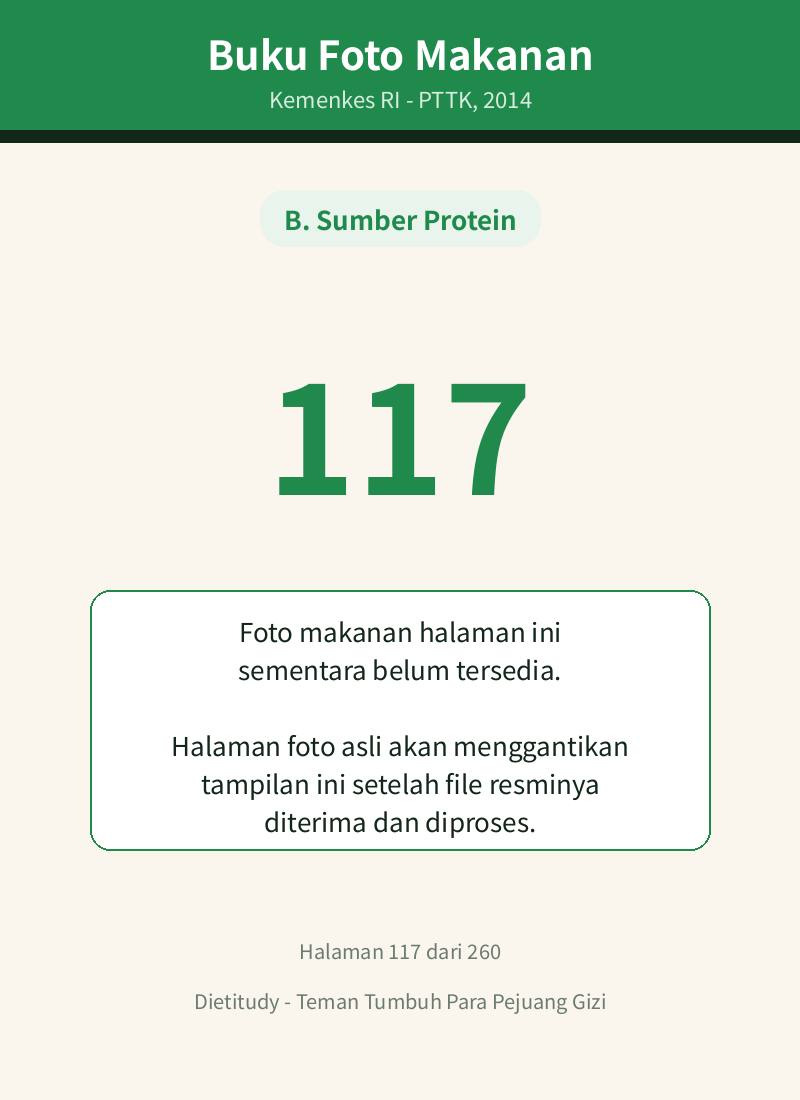 Buku Foto Makanan
Kemenkes RI - PTTK, 2014
B. Sumber Protein
117
Foto makanan halaman ini
sementara belum tersedia.
Halaman foto asli akan menggantikan
tampilan ini setelah file resminya
diterima dan diproses.
Halaman 117 dari 260
Dietitudy - Teman Tumbuh Para Pejuang Gizi